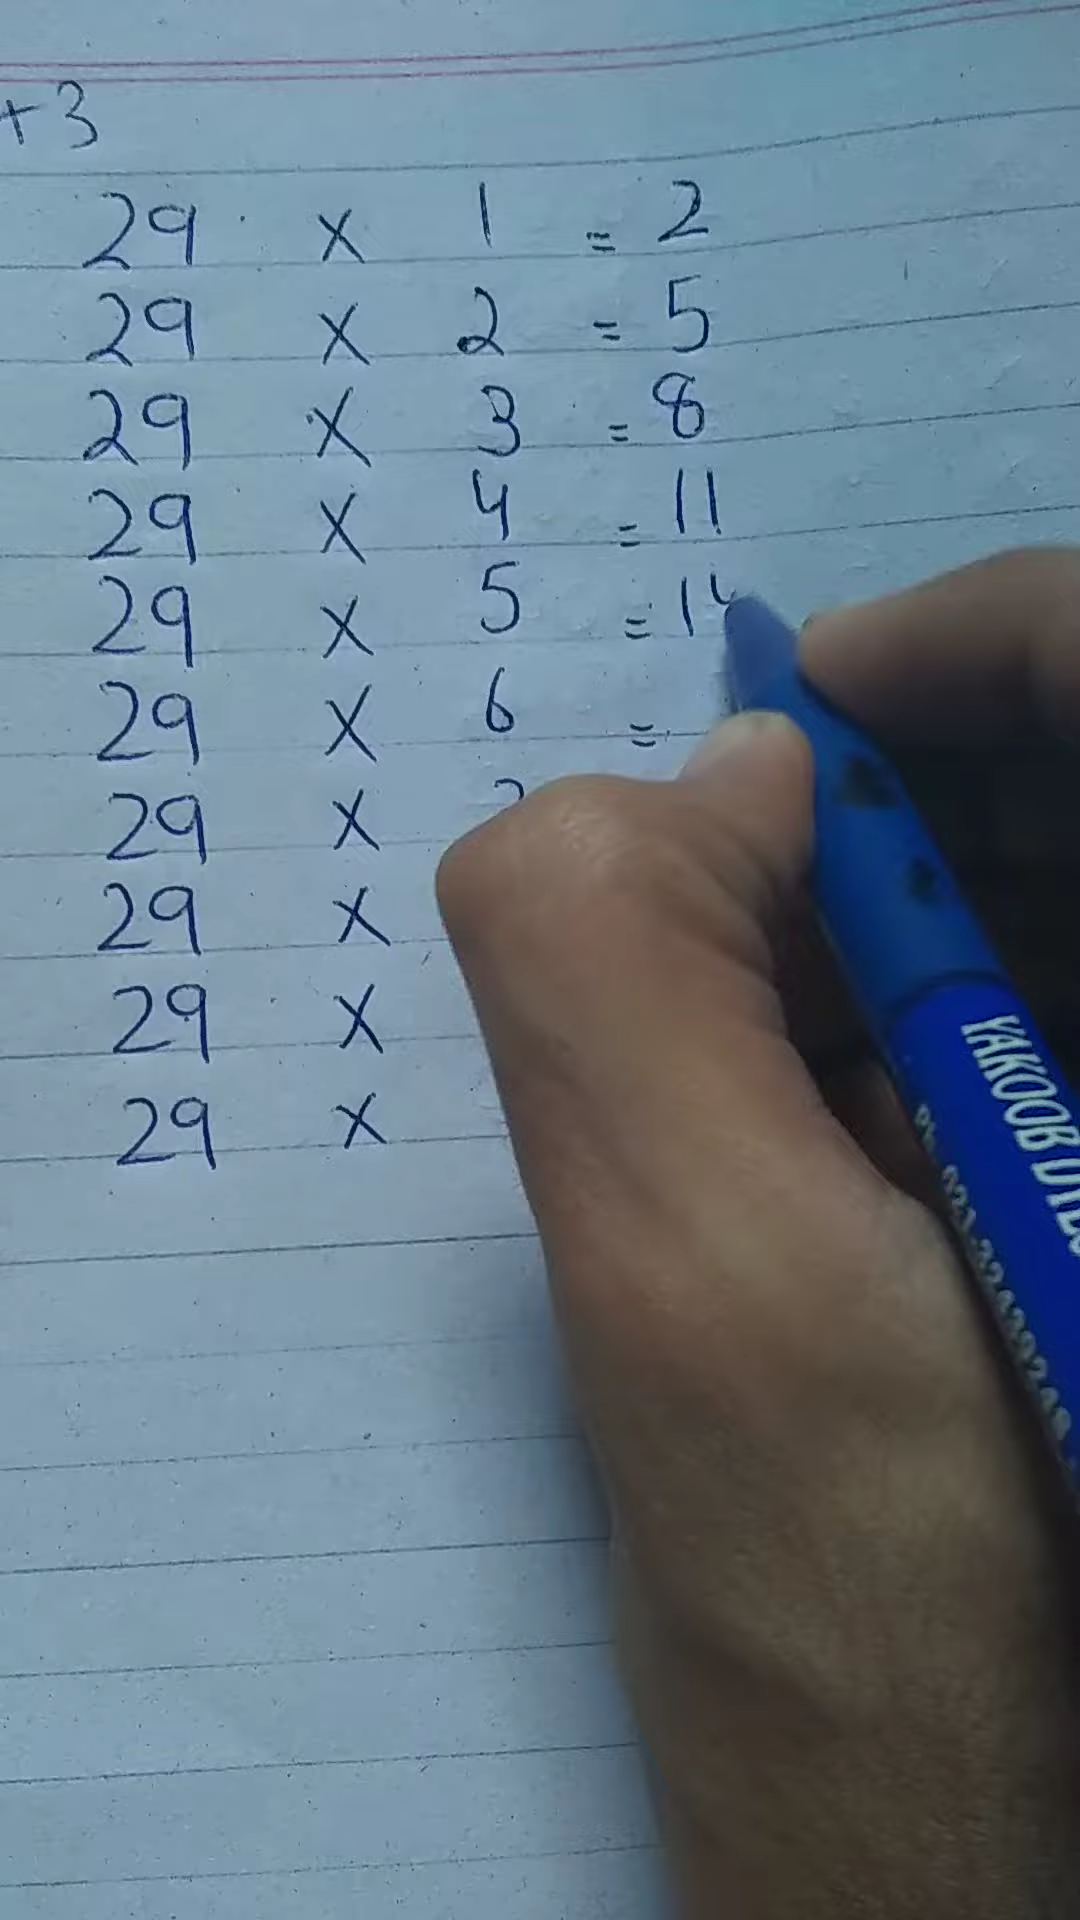 +3
29 x 1 = 2
29 x 2 = 5
29 x 3 = 8
29 x 4 = 11
29 x 5 = 14
29 x 6 =
29 x
29 x
29 x
29 x
YAKOOB